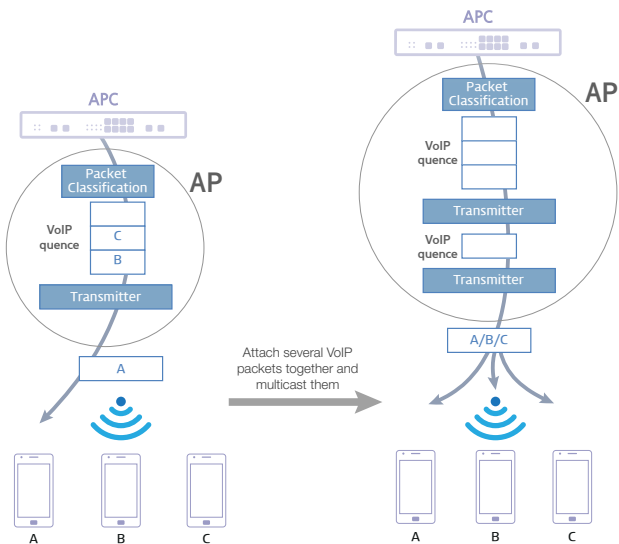 APC
AP
Packet
Classification
VoIP
quence
C
B
Transmitter
A
A
B
C
Attach several VoIP
packets together and
multicast them
APC
AP
Packet
Classification
VoIP
quence
Transmitter
VoIP
quence
Transmitter
A/B/C
A
B
C